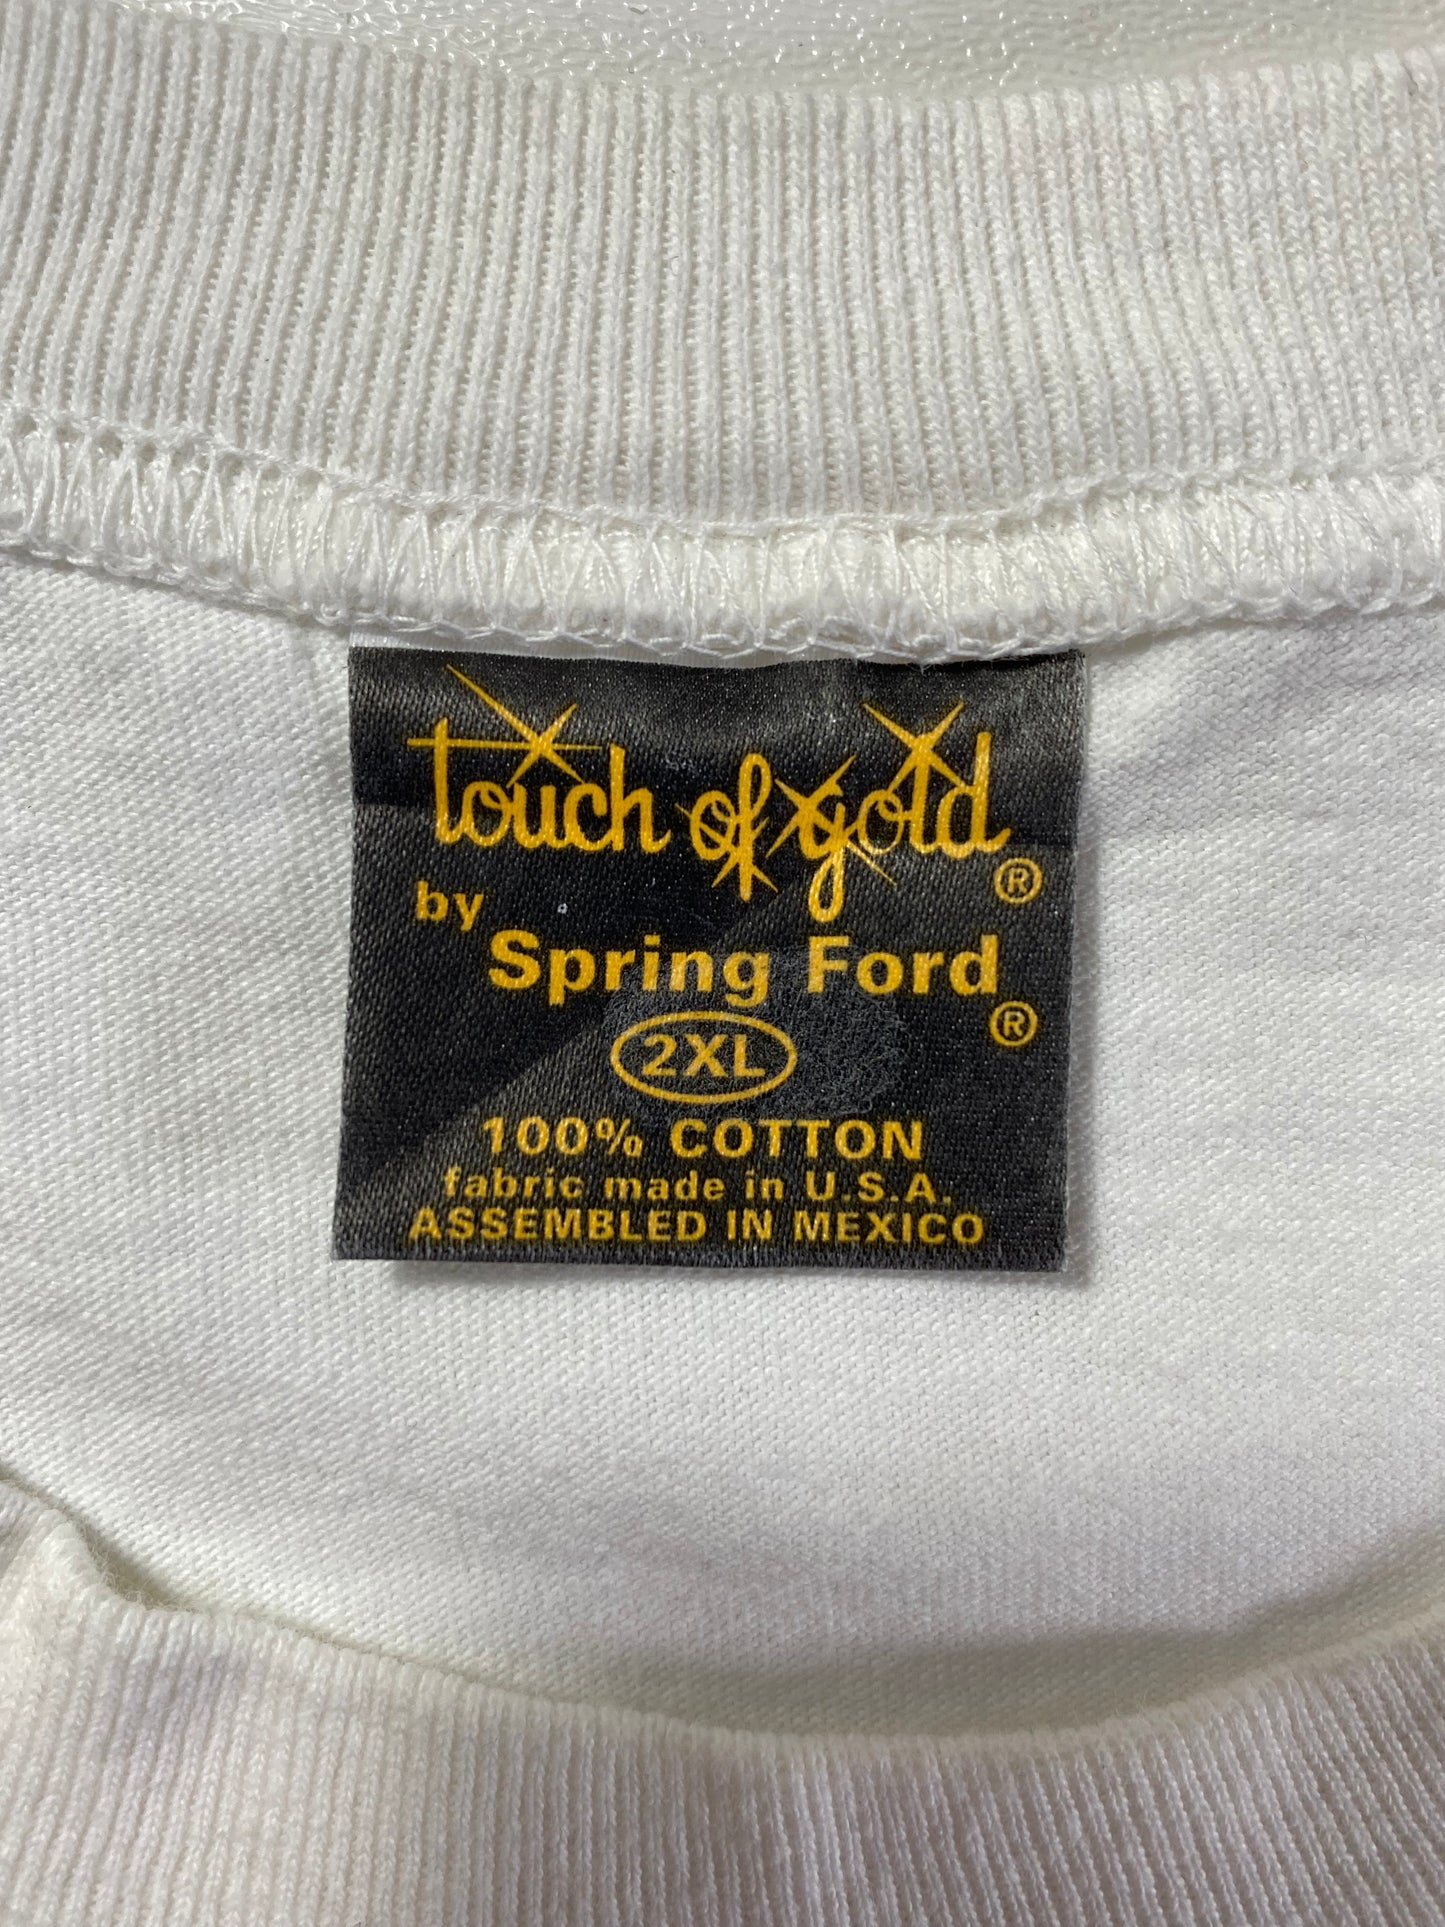 touch of gold®
by Spring Ford®
2XL
100% COTTON
fabric made in U.S.A.
ASSEMBLED IN MEXICO